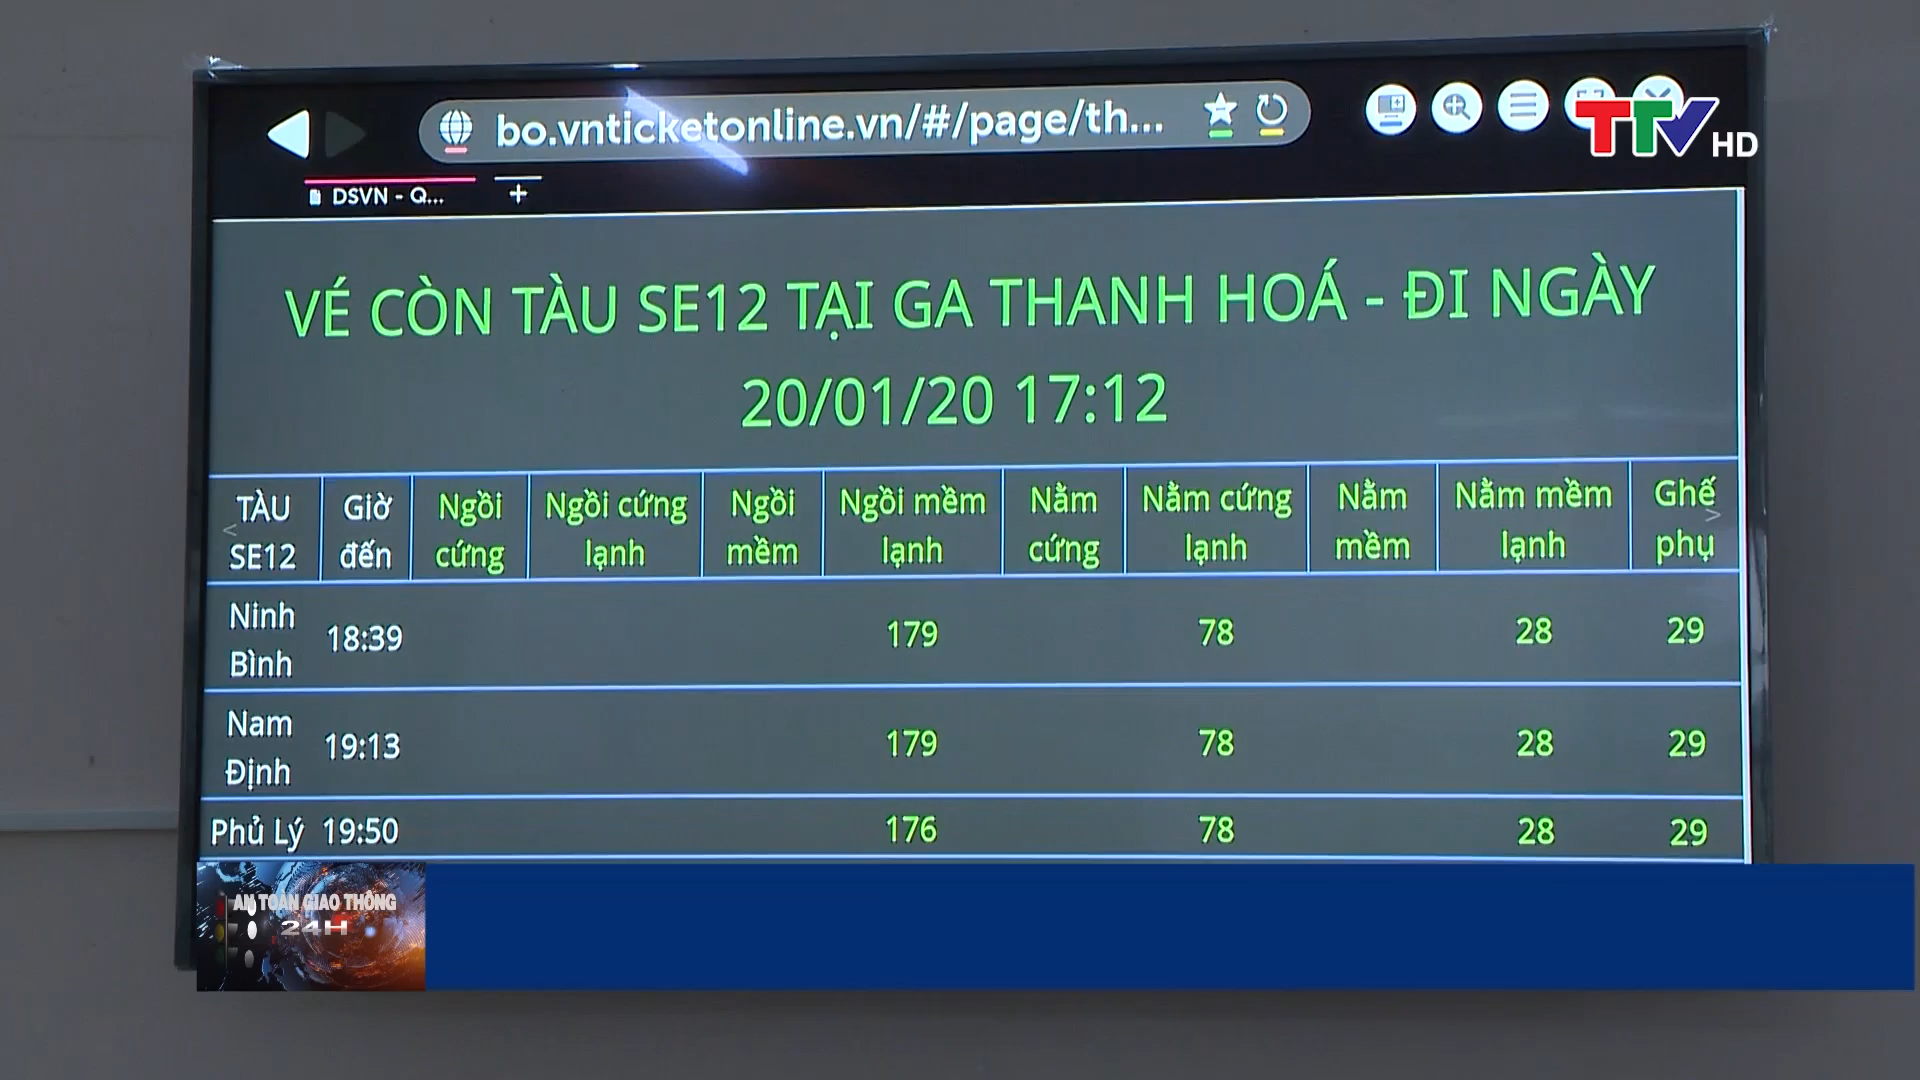 bo.vnticketonline.vn/#/page/th...
TTV HD
DSVN - Q... +
VÉ CÒN TÀU SE12 TẠI GA THANH HOÁ - ĐI NGÀY
20/01/20 17:12
TÀU SE12 Giờ đến Ngồi cứng Ngồi cứng lạnh Ngồi mềm Ngồi mềm lạnh Nằm cứng Nằm cứng lạnh Nằm mềm Nằm mềm lạnh Ghế phụ
Ninh Bình 18:39 179 78 28 29
Nam Định 19:13 179 78 28 29
Phủ Lý 19:50 176 78 28 29
AN TOÀN GIAO THÔNG
24H